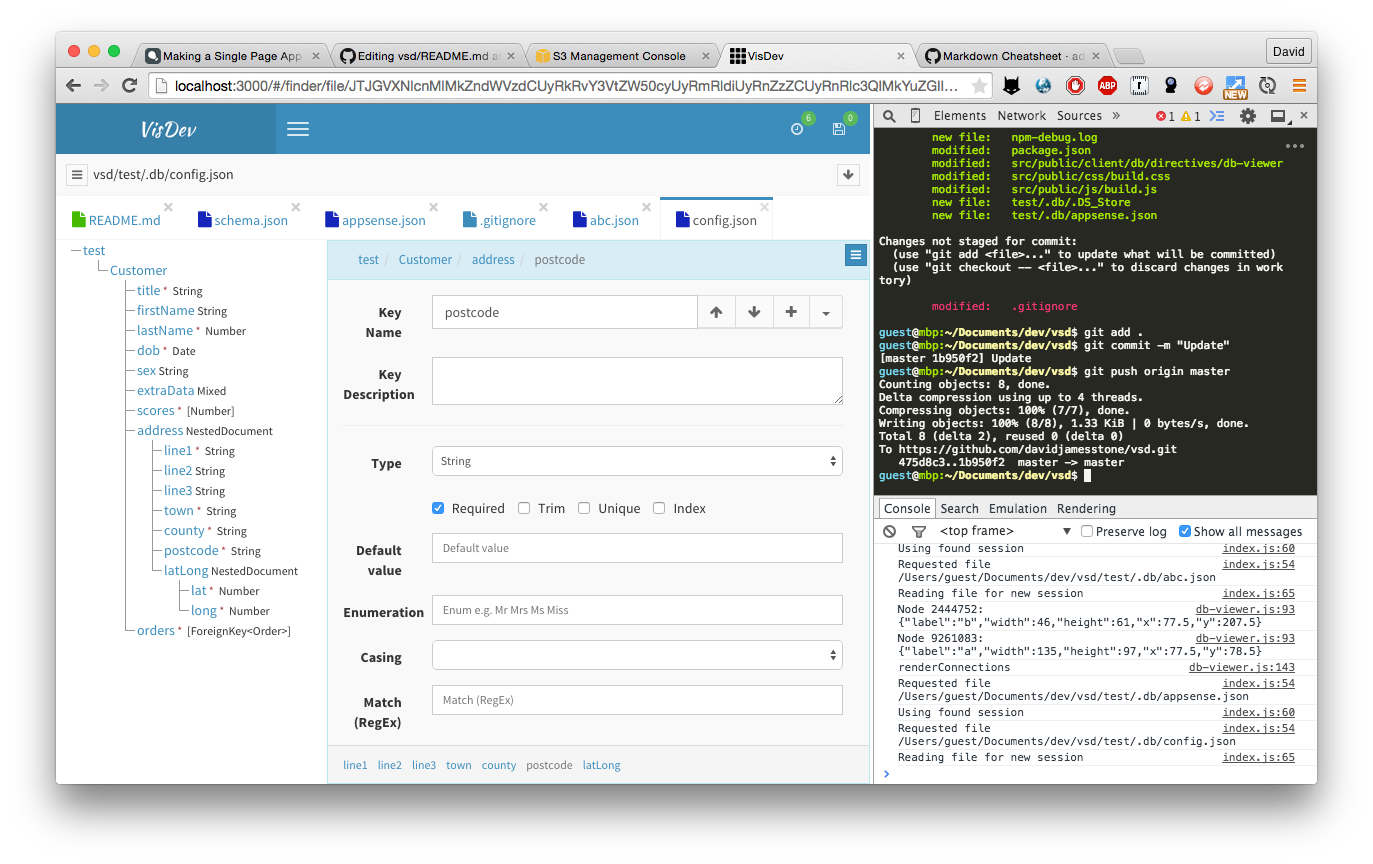 Making a Single Page App
Editing vsd/README.md at
S3 Management Console
VisDev
Markdown Cheatsheet · ad
David
localhost:3000/#/finder/file/
NEW
ABP
VisDev
6
0
vsd/test/.db/config.json
README.md
schema.json
appsense.json
.gitignore
abc.json
config.json
test
Customer
title * String
firstName String
lastName * Number
dob * Date
sex String
extraData Mixed
scores * [Number]
address NestedDocument
line1 * String
line2 String
line3 String
town * String
county * String
postcode * String
latLong NestedDocument
lat * Number
long * Number
orders * [ForeignKey<Order>]
test / Customer / address / postcode
Key Name
postcode
Key Description
Type
String
Required Trim Unique Index
Default value
Default value
Enumeration
Enum e.g. Mr Mrs Ms Miss
Casing
Match (RegEx)
Match (RegEx)
line1 line2 line3 town county postcode latLong
Elements Network Sources » 1 1
new file: npm-debug.log
modified: package.json
modified: src/public/client/db/directives/db-viewer
modified: src/public/css/build.css
modified: src/public/js/build.js
new file: test/.db/.DS_Store
new file: test/.db/appsense.json
Changes not staged for commit:
(use "git add <file>..." to update what will be committed)
(use "git checkout -- <file>..." to discard changes in work
tory)
modified: .gitignore
guest@mbp:~/Documents/dev/vsd$ git add .
guest@mbp:~/Documents/dev/vsd$ git commit -m "Update"
[master 1b950f2] Update
guest@mbp:~/Documents/dev/vsd$ git push origin master
Counting objects: 8, done.
Delta compression using up to 4 threads.
Compressing objects: 100% (7/7), done.
Writing objects: 100% (8/8), 1.33 KiB | 0 bytes/s, done.
Total 8 (delta 2), reused 0 (delta 0)
To https://github.com/davidjamesstone/vsd.git
475d8c3..1b950f2 master -> master
guest@mbp:~/Documents/dev/vsd$
Console Search Emulation Rendering
<top frame> Preserve log Show all messages
Using found session index.js:60
Requested file index.js:54
/Users/guest/Documents/dev/vsd/test/.db/abc.json
Reading file for new session index.js:65
Node 2444752: db-viewer.js:93
{"label":"b","width":46,"height":61,"x":77.5,"y":207.5}
Node 9261083: db-viewer.js:93
{"label":"a","width":135,"height":97,"x":77.5,"y":78.5}
renderConnections db-viewer.js:143
Requested file index.js:54
/Users/guest/Documents/dev/vsd/test/.db/appsense.json
Using found session index.js:60
Requested file index.js:54
/Users/guest/Documents/dev/vsd/test/.db/config.json
Reading file for new session index.js:65